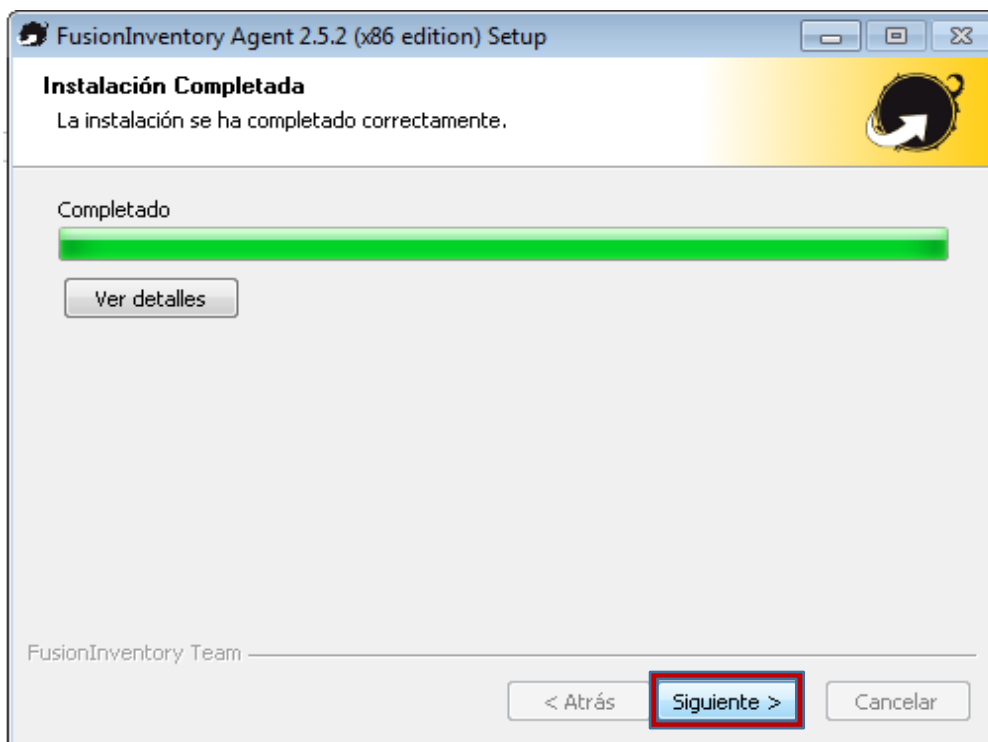 FusionInventory Agent 2.5.2 (x86 edition) Setup
Instalación Completada
La instalación se ha completado correctamente.
Completado
Ver detalles
FusionInventory Team
< Atrás
Siguiente >
Cancelar